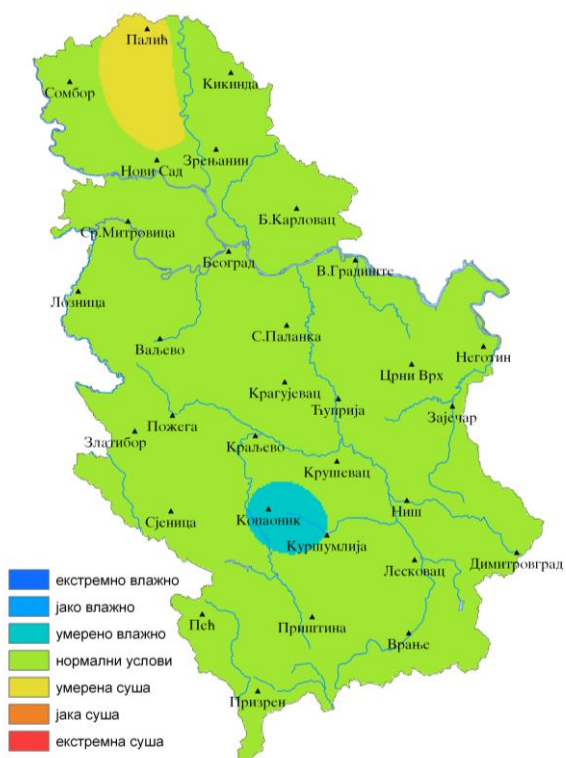 Палић
Кикинда
Сомбор
Зрењанин
Нови Сад
Б.Карловац
Ср.Митровица
Београд
В.Градиште
Лозница
С.Паланка
Ваљево
Неготин
Црни Врх
Крагујевац
Ћуприја
Зајечар
Пожега
Златибор
Краљево
Крушевац
Копаоник
Ниш
Сјеница
Куршумлија
Димитровград
Лесковац
екстремно влажно
јако влажно
Пећ
Приштина
умерено влажно
Врање
нормални услови
умерена суша
Призрен
јака суша
екстремна суша